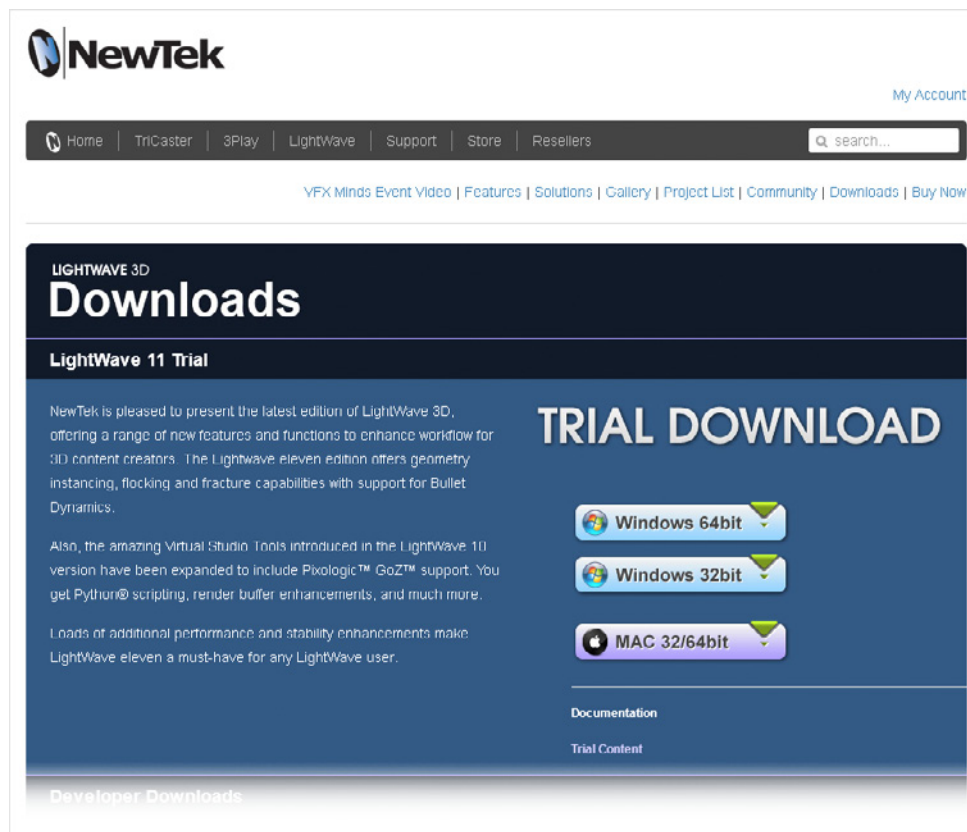 NewTek
My Account
Home | TriCaster | 3Play | LightWave | Support | Store | Resellers
search...
VFX Minds Event Video | Features | Solutions | Gallery | Project List | Community | Downloads | Buy Now
LIGHTWAVE 3D
Downloads
LightWave 11 Trial
NewTek is pleased to present the latest edition of LightWave 3D,
offering a range of new features and functions to enhance workflow for
3D content creators. The Lightwave eleven edition offers geometry
instancing, flocking and fracture capabilities with support for Bullet
Dynamics.
Also, the amazing Virtual Studio Tools introduced in the LightWave 10
version have been expanded to include Pixologic™ GoZ™ support. You
get Python® scripting, render buffer enhancements, and much more.
Loads of additional performance and stability enhancements make
LightWave eleven a must-have for any LightWave user.
TRIAL DOWNLOAD
Windows 64bit
Windows 32bit
MAC 32/64bit
Documentation
Trial Content
Developer Downloads